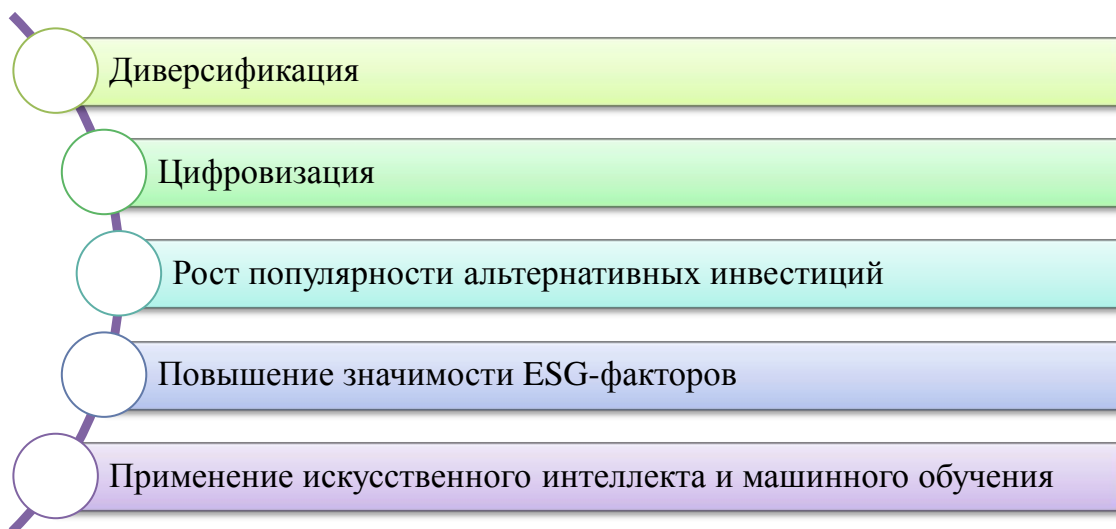 Диверсификация
Цифровизация
Рост популярности альтернативных инвестиций
Повышение значимости ESG-факторов
Применение искусственного интеллекта и машинного обучения